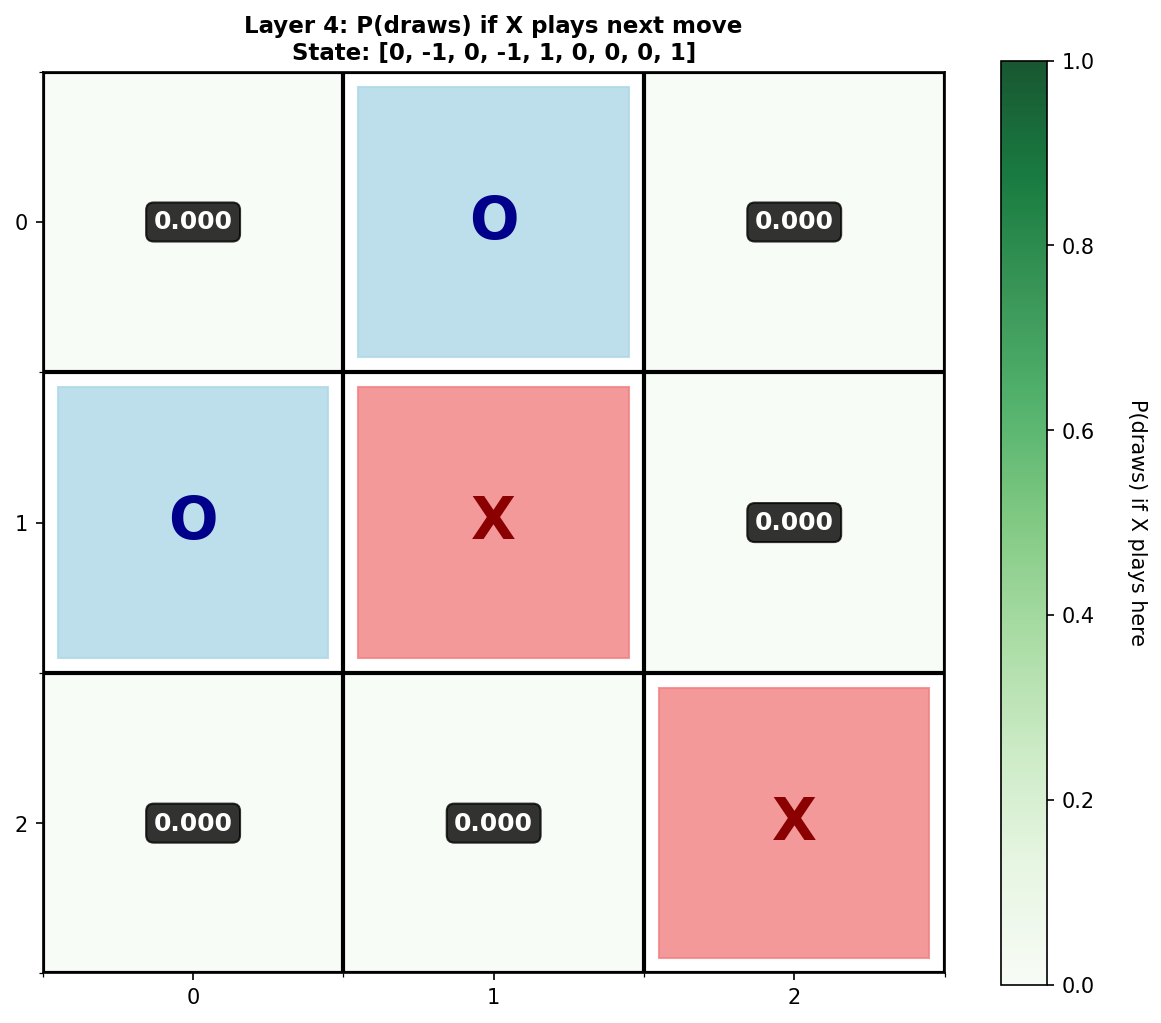 Layer 4: P(draws) if X plays next move
State: [0, -1, 0, -1, 1, 0, 0, 0, 1]
0.000
O
0.000
O
X
0.000
0.000
0.000
X
0
1
2
0
1
2
1.0
0.8
0.6
0.4
0.2
0.0
P(draws) if X plays here